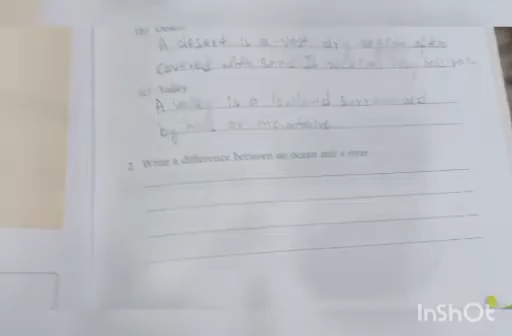 (b) Desert
A desert is a vast dry region often
covered with sand It
(c) Valley
A valley is a lowland surrounded
by or mountains
2. Write a difference between an ocean and a river
InShOt